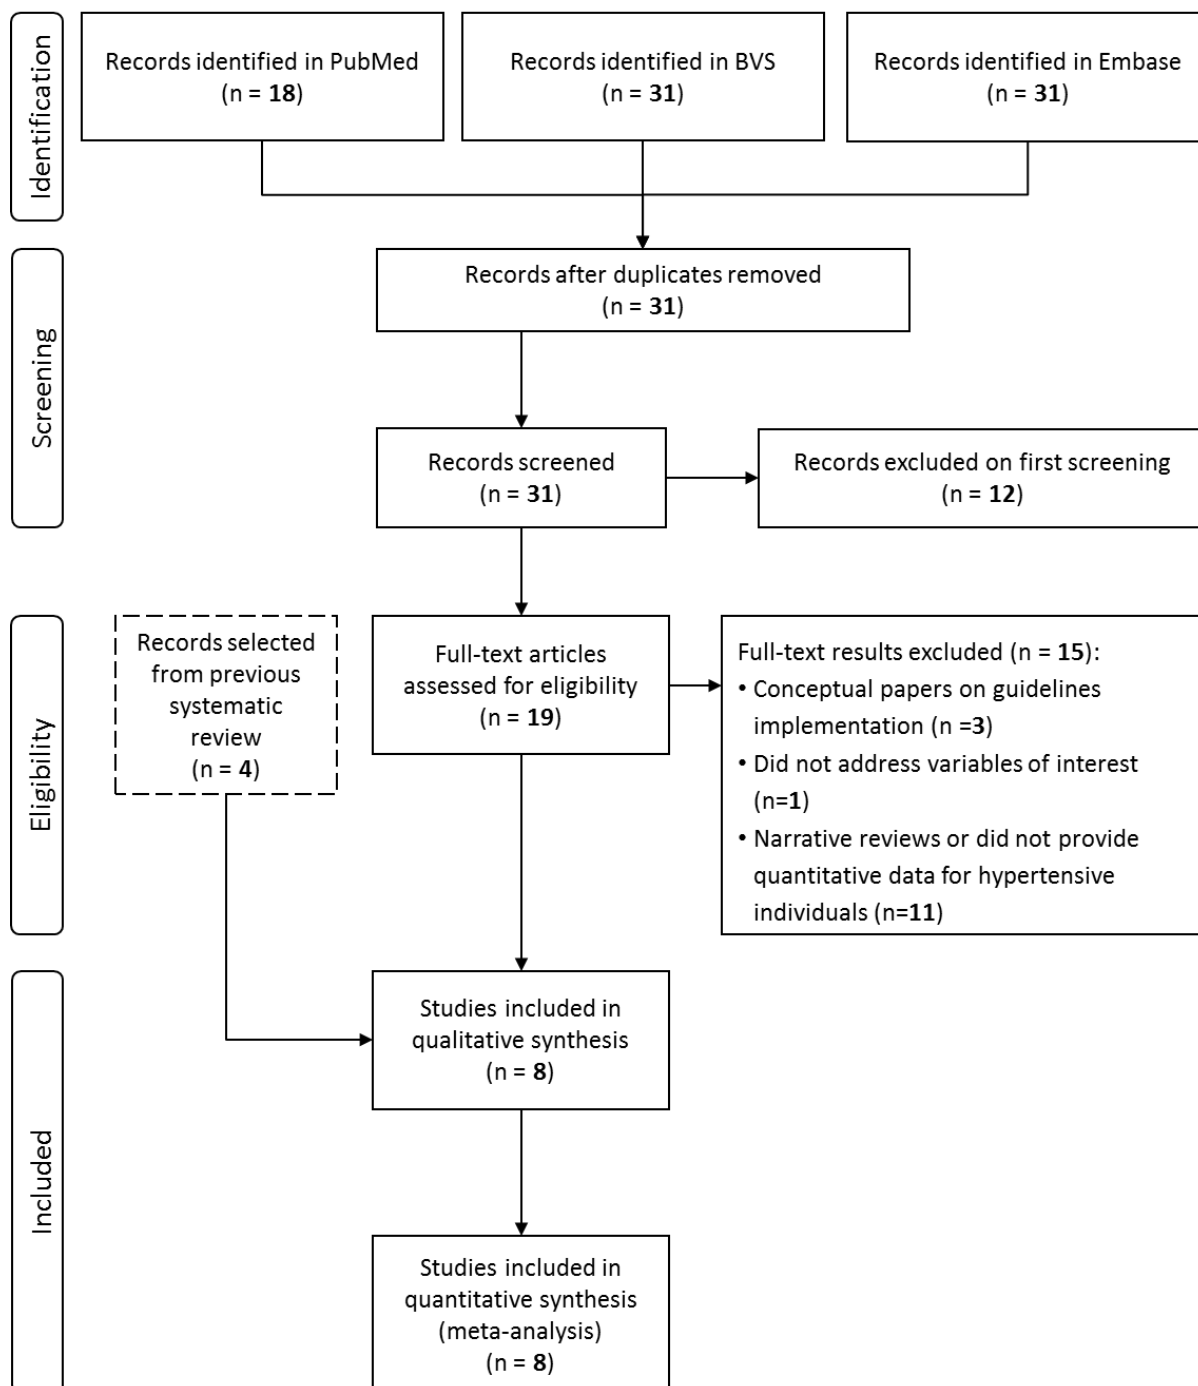 Identification
Records identified in PubMed
(n = 18)
Records identified in BVS
(n = 31)
Records identified in Embase
(n = 31)
Screening
Records after duplicates removed
(n = 31)
Records screened
(n = 31)
Records excluded on first screening
(n = 12)
Eligibility
Records selected
from previous
systematic
review
(n = 4)
Full-text articles
assessed for eligibility
(n = 19)
Full-text results excluded (n = 15):
• Conceptual papers on guidelines
implementation (n =3)
• Did not address variables of interest
(n=1)
• Narrative reviews or did not provide
quantitative data for hypertensive
individuals (n=11)
Included
Studies included in
qualitative synthesis
(n = 8)
Studies included in
quantitative synthesis
(meta-analysis)
(n = 8)